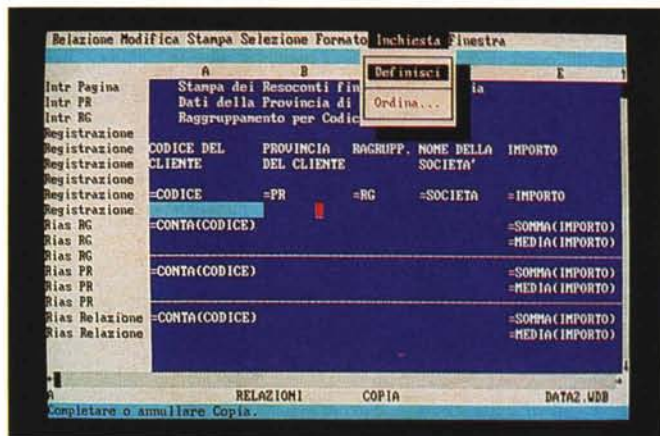 Relazione Modifica Stampa Selezione Formato Inchiesta Finestra
Definisci
Ordina...
A B E
Intr Pagina Stampa dei Resoconti fin ia
Intr PR Dati della Provincia di
Intr RG Raggruppamento per Codic
Registrazione
Registrazione CODICE DEL PROVINCIA RAGRUPP. NOME DELLA IMPORTO
Registrazione CLIENTE DEL CLIENTE SOCIETA'
Registrazione
Registrazione =CODICE =PR =RG =SOCIETA =IMPORTO
Registrazione
Rias RG =CONTA(CODICE) =SOMMA(IMPORTO)
Rias RG =MEDIA(IMPORTO)
Rias RG
Rias PR =CONTA(CODICE) =SOMMA(IMPORTO)
Rias PR =MEDIA(IMPORTO)
Rias PR
Rias Relazione =CONTA(CODICE) =SOMMA(IMPORTO)
Rias Relazione =MEDIA(IMPORTO)
A RELAZIONI COPIA DATA2.WDB
Completare o annullare Copia.